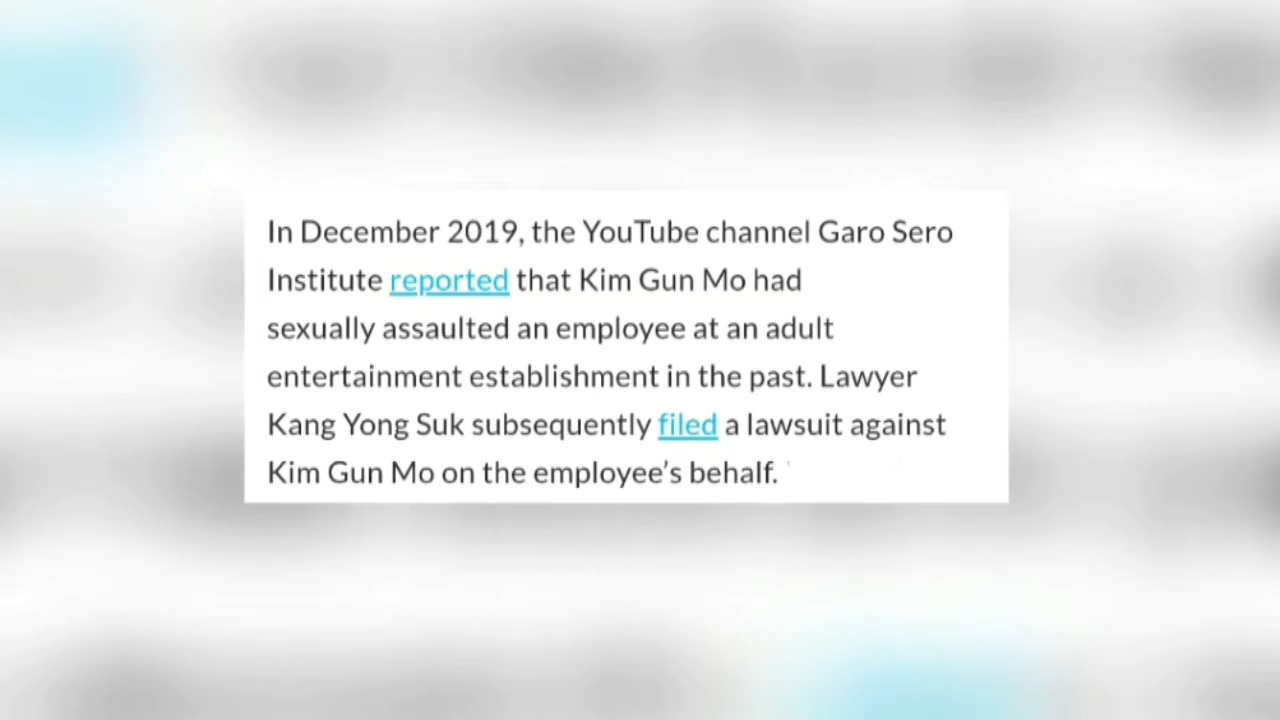 In December 2019, the YouTube channel Garo Sero
Institute reported that Kim Gun Mo had
sexually assaulted an employee at an adult
entertainment establishment in the past. Lawyer
Kang Yong Suk subsequently filed a lawsuit against
Kim Gun Mo on the employee’s behalf.